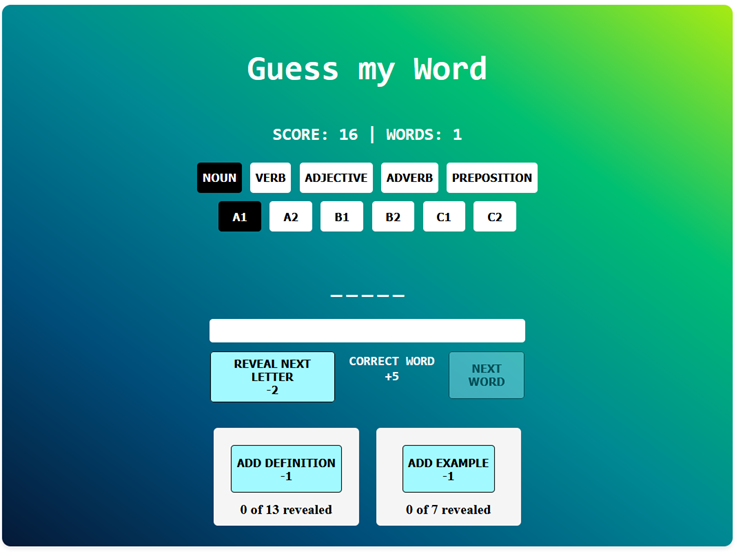 Guess my Word
SCORE: 16 | WORDS: 1
NOUN VERB ADJECTIVE ADVERB PREPOSITION
A1 A2 B1 B2 C1 C2
_ _ _ _ _
REVEAL NEXT
LETTER
-2
CORRECT WORD
+5
NEXT
WORD
ADD DEFINITION
-1
0 of 13 revealed
ADD EXAMPLE
-1
0 of 7 revealed